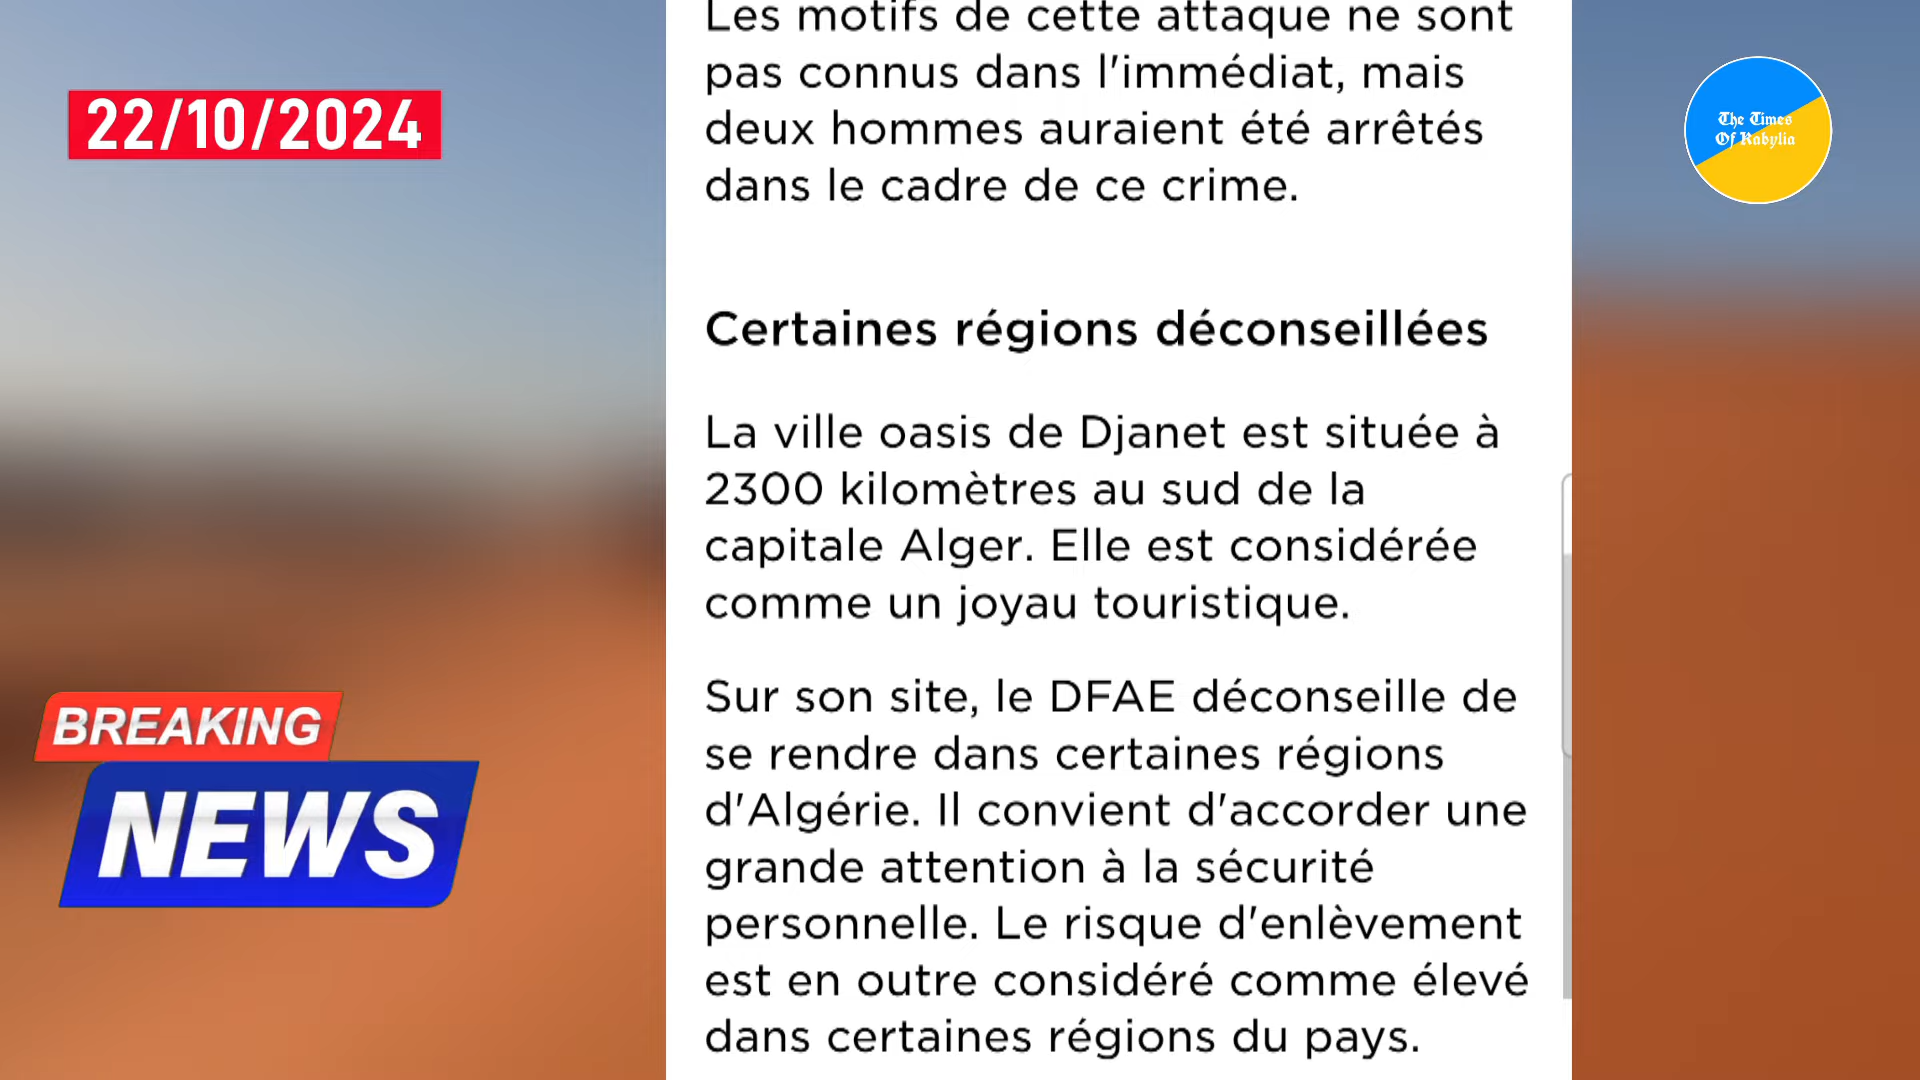 22/10/2024
The Times
Of Kabylia
Les motifs de cette attaque ne sont
pas connus dans l'immédiat, mais
deux hommes auraient été arrêtés
dans le cadre de ce crime.
Certaines régions déconseillées
La ville oasis de Djanet est située à
2300 kilomètres au sud de la
capitale Alger. Elle est considérée
comme un joyau touristique.
Sur son site, le DFAE déconseille de
se rendre dans certaines régions
d'Algérie. Il convient d'accorder une
grande attention à la sécurité
personnelle. Le risque d'enlèvement
est en outre considéré comme élevé
dans certaines régions du pays.
BREAKING
NEWS